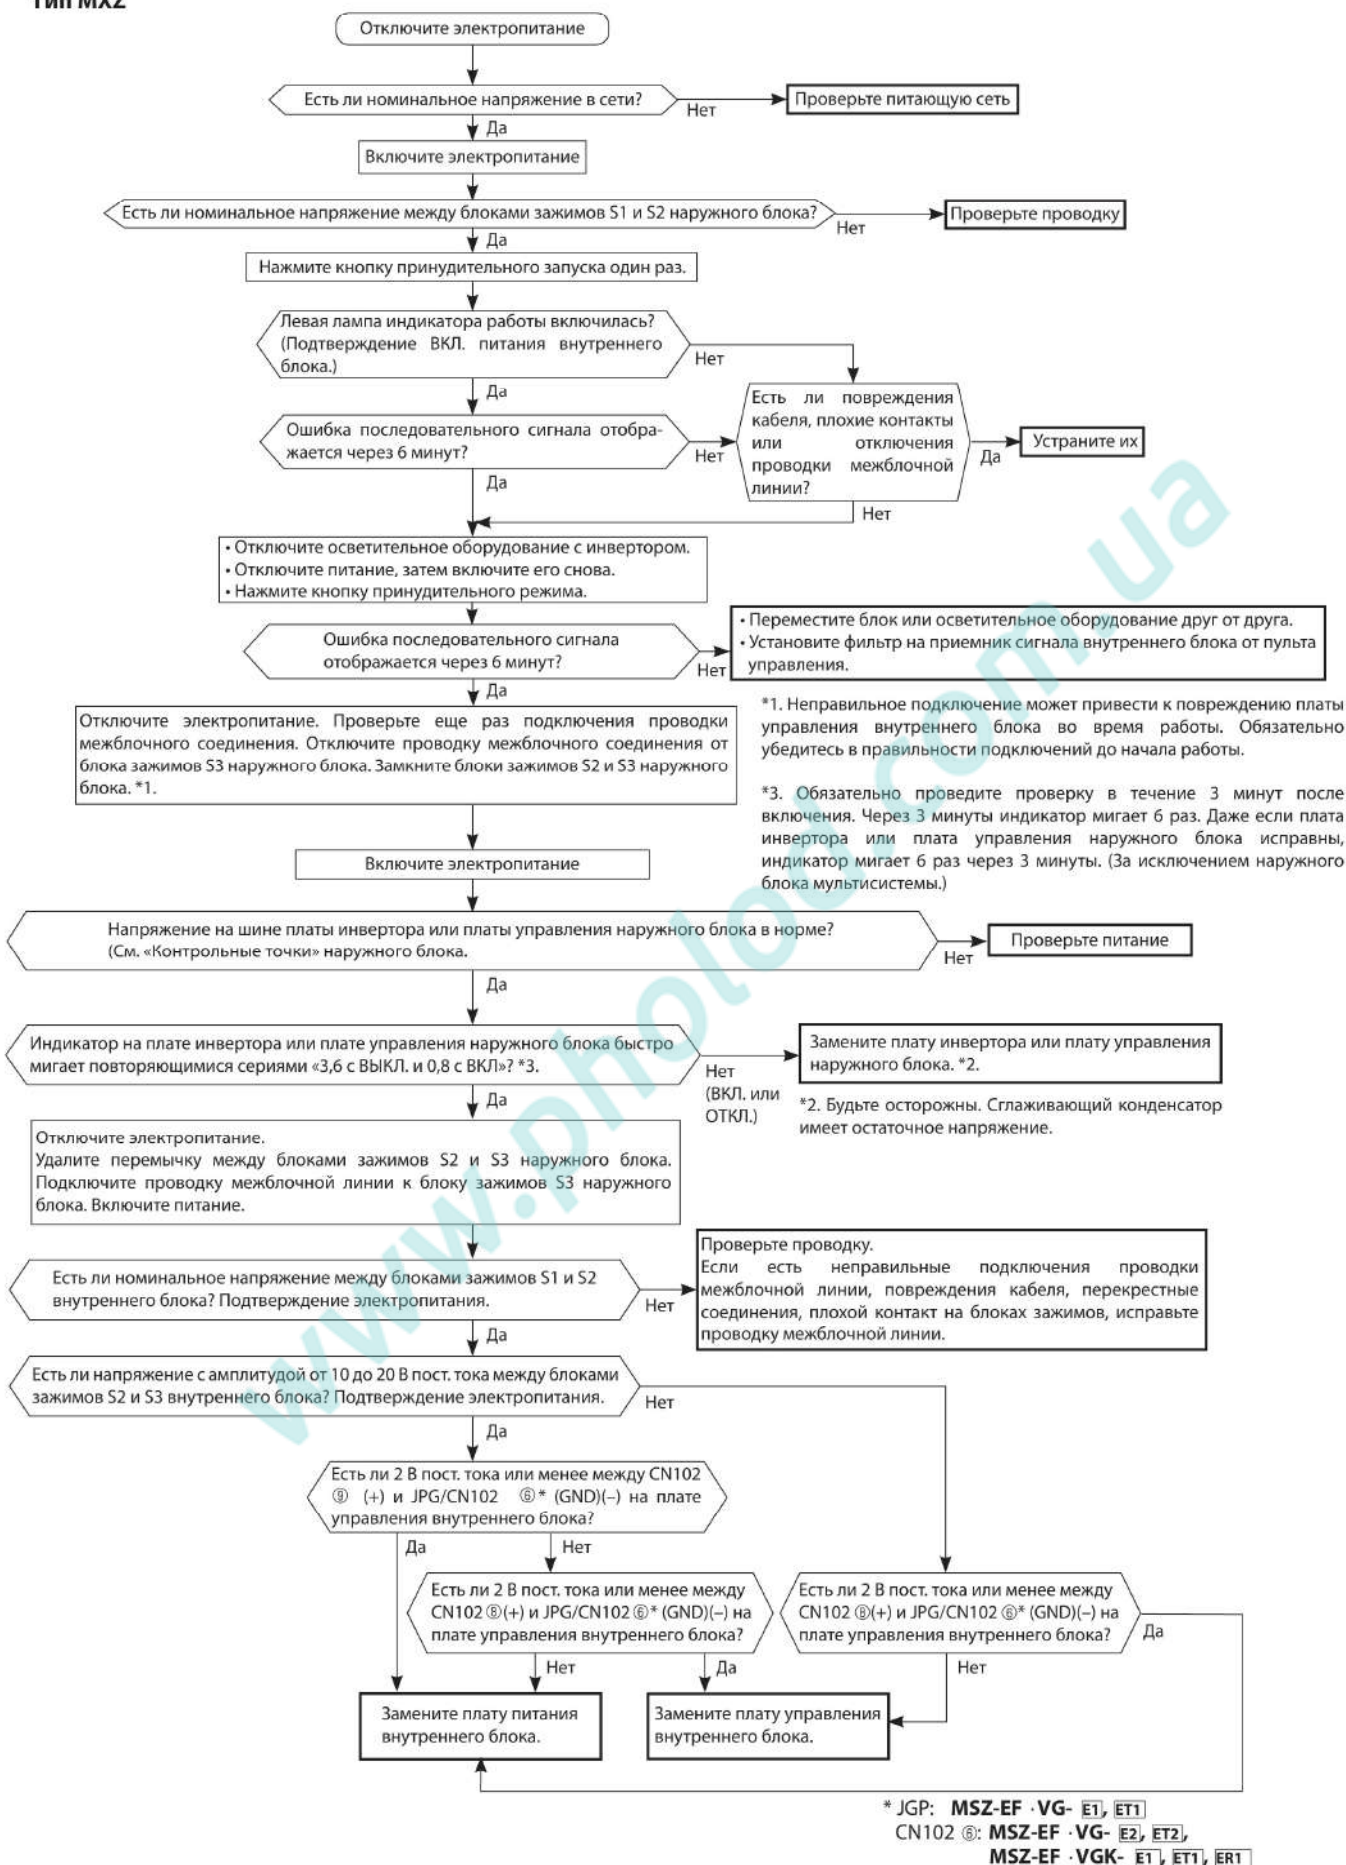 Тип MXZ
Отключите электропитание
Есть ли номинальное напряжение в сети?
Нет
Проверьте питающую сеть
Да
Включите электропитание
Есть ли номинальное напряжение между блоками зажимов S1 и S2 наружного блока?
Нет
Проверьте проводку
Да
Нажмите кнопку принудительного запуска один раз.
Левая лампа индикатора работы включилась?
(Подтверждение ВКЛ. питания внутреннего
блока.)
Нет
Да
Есть ли повреждения
кабеля, плохие контакты
или отключения
проводки межблочной
линии?
Да
Устраните их
Ошибка последовательного сигнала отобра-
жается через 6 минут?
Нет
Да
Нет
• Отключите осветительное оборудование с инвертором.
• Отключите питание, затем включите его снова.
• Нажмите кнопку принудительного режима.
Ошибка последовательного сигнала
отображается через 6 минут?
Нет
• Переместите блок или осветительное оборудование друг от друга.
• Установите фильтр на приемник сигнала внутреннего блока от пульта
управления.
Да
Отключите электропитание. Проверьте еще раз подключения проводки
межблочного соединения. Отключите проводку межблочного соединения от
блока зажимов S3 наружного блока. Замкните блоки зажимов S2 и S3 наружного
блока. *1.
*1. Неправильное подключение может привести к повреждению платы
управления внутреннего блока во время работы. Обязательно
убедитесь в правильности подключений до начала работы.
*3. Обязательно проведите проверку в течение 3 минут после
включения. Через 3 минуты индикатор мигает 6 раз. Даже если плата
инвертора или плата управления наружного блока исправны,
индикатор мигает 6 раз через 3 минуты. (За исключением наружного
блока мультисистемы.)
Включите электропитание
Напряжение на шине платы инвертора или платы управления наружного блока в норме?
(См. «Контрольные точки» наружного блока.
Нет
Проверьте питание
Да
Индикатор на плате инвертора или плате управления наружного блока быстро
мигает повторяющимися сериями «3,6 с ВЫКЛ. и 0,8 с ВКЛ»? *3.
Нет
(ВКЛ. или
ОТКЛ.)
Замените плату инвертора или плату управления
наружного блока. *2.
*2. Будьте осторожны. Сглаживающий конденсатор
имеет остаточное напряжение.
Да
Отключите электропитание.
Удалите перемычку между блоками зажимов S2 и S3 наружного блока.
Подключите проводку межблочной линии к блоку зажимов S3 наружного
блока. Включите питание.
Есть ли номинальное напряжение между блоками зажимов S1 и S2
внутреннего блока? Подтверждение электропитания.
Нет
Проверьте проводку.
Если есть неправильные подключения проводки
межблочной линии, повреждения кабеля, перекрестные
соединения, плохой контакт на блоках зажимов, исправьте
проводку межблочной линии.
Да
Есть ли напряжение с амплитудой от 10 до 20 В пост. тока между блоками
зажимов S2 и S3 внутреннего блока? Подтверждение электропитания.
Нет
Да
Есть ли 2 В пост. тока или менее между CN102
⑨ (+) и JPG/CN102 ⑥* (GND)(–) на плате
управления внутреннего блока?
Да
Нет
Есть ли 2 В пост. тока или менее между
CN102 ⑧(+) и JPG/CN102 ⑥* (GND)(–) на
плате управления внутреннего блока?
Нет
Да
Есть ли 2 В пост. тока или менее между
CN102 ⑧(+) и JPG/CN102 ⑥* (GND)(–) на
плате управления внутреннего блока?
Да
Нет
Замените плату питания
внутреннего блока.
Замените плату управления
внутреннего блока.
* JGP: MSZ-EF ·VG- E1, ET1
CN102 ⑥: MSZ-EF ·VG- E2, ET2,
MSZ-EF ·VGK- E1, ET1, ER1
www.pholod.com.ua